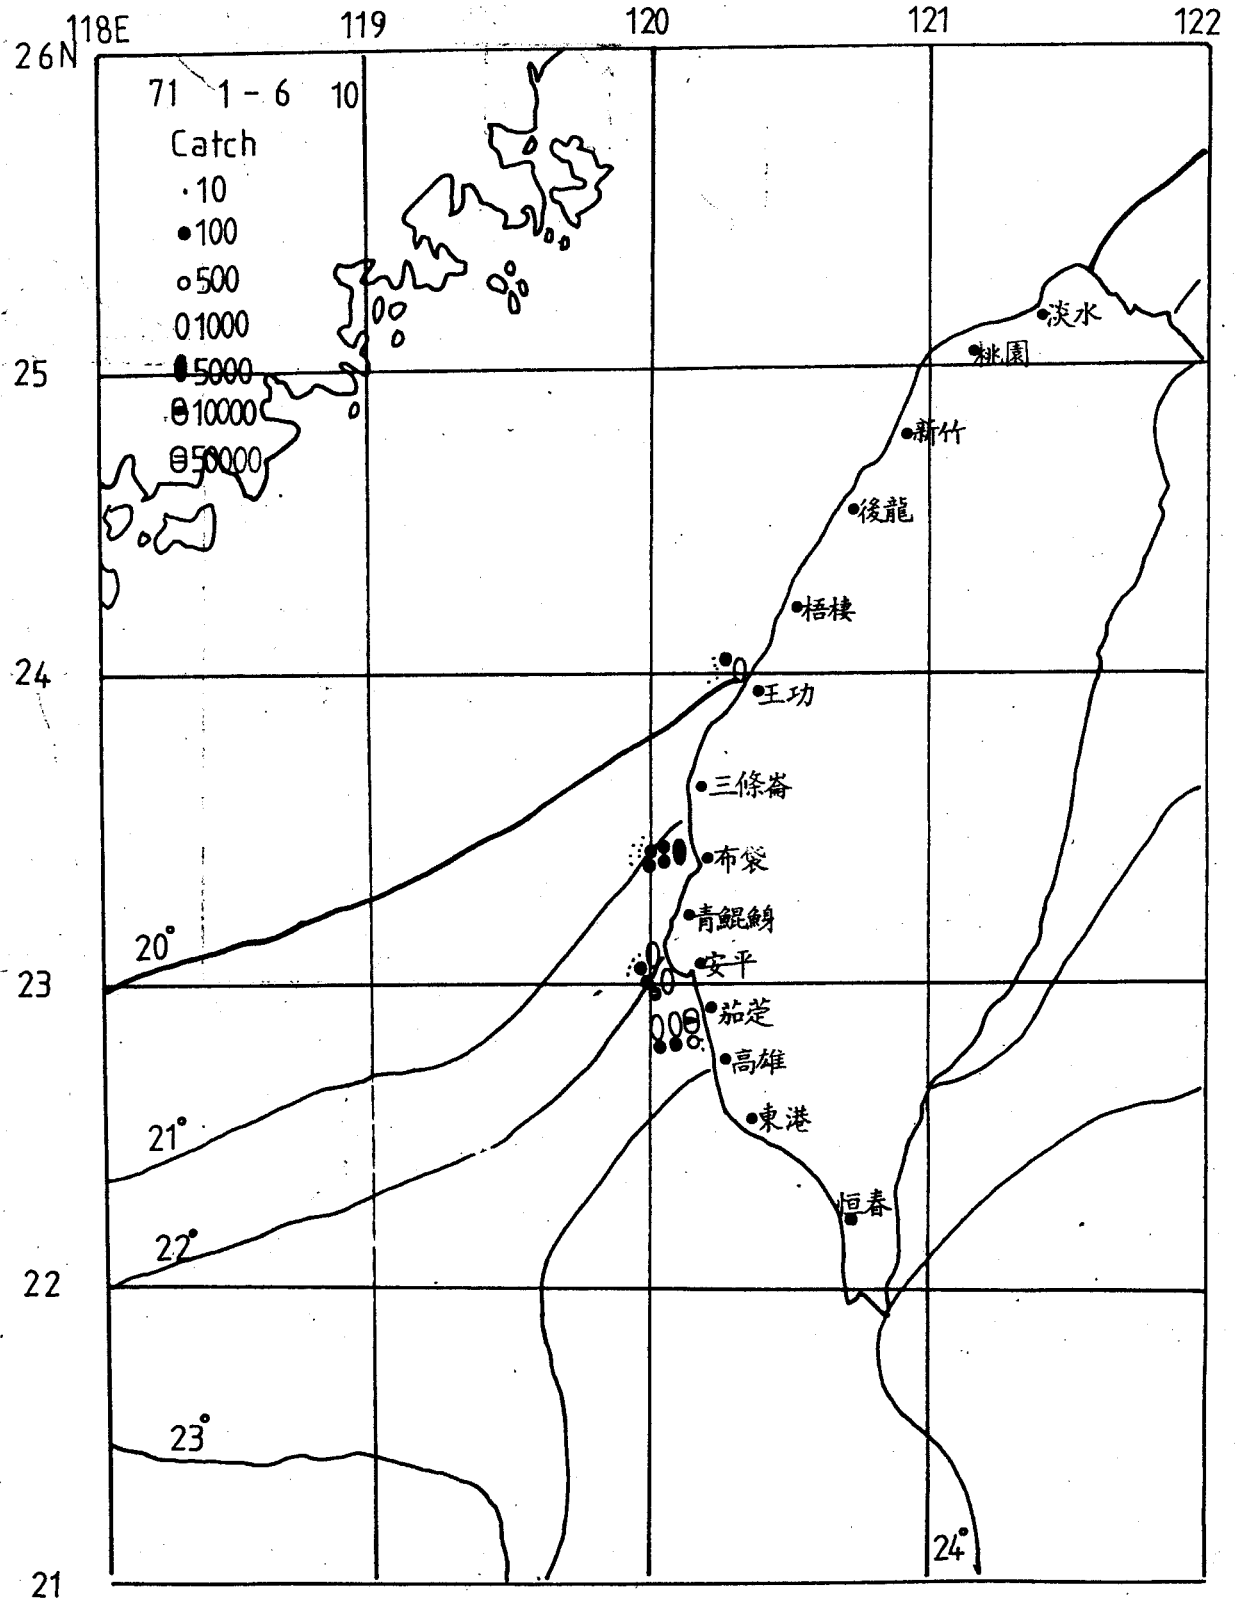 118E 119 120 121 122
26N
71 1-6 10
Catch
·10
●100
○500
1000
5000
10000
50000
淡水
桃園
25
新竹
後龍
梧棲
24
王功
三條崙
布袋
青鯤鯓
20°
安平
23
茄萣
高雄
東港
21°
恒春
22°
22
23°
24°
21